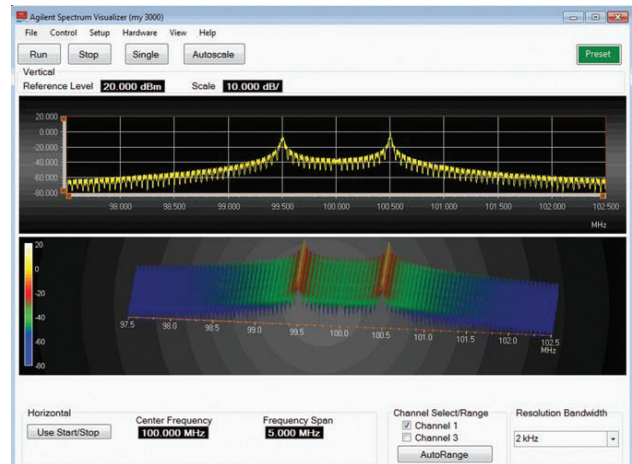 Agilent Spectrum Visualizer (my 3000)
File Control Setup Hardware View Help
Run Stop Single Autoscale Preset
Vertical
Reference Level 20.000 dBm Scale 10.000 dB/
20.000
0.000
-20.000
-40.000
-60.000
-80.000
98.000 98.500 99.000 99.500 100.000 100.500 101.000 101.500 102.000 102.500
MHz
20
0
-20
-40
-60
-80
97.5 98.0 98.5 99.0 99.5 100.0 100.5 101.0 101.5 102.0 102.5
MHz
Horizontal
Use Start/Stop
Center Frequency
100.000 MHz
Frequency Span
5.000 MHz
Channel Select/Range
Channel 1
Channel 3
AutoRange
Resolution Bandwidth
2 kHz